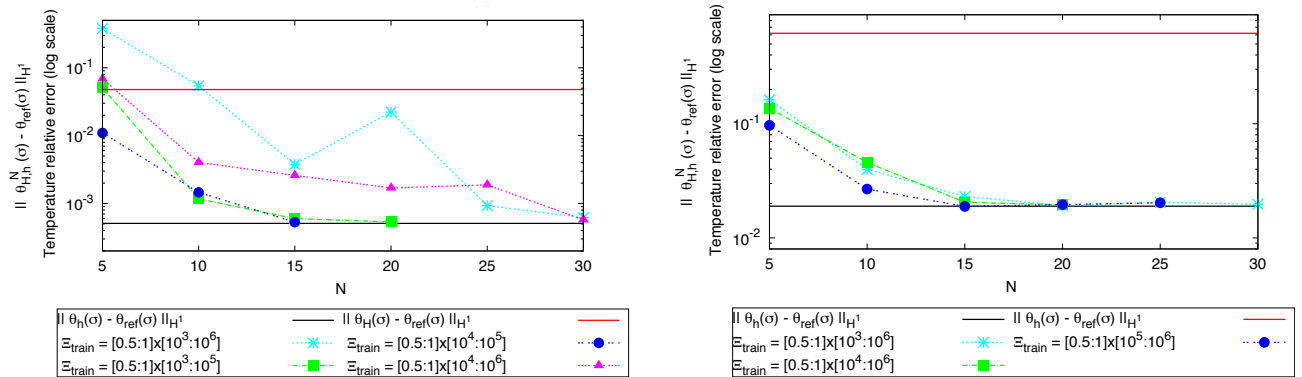 || θ_{H,h}^N (σ) - θ_ref(σ) ||_{H^1}
Temperature relative error (log scale)
10^{-1}
10^{-2}
10^{-3}
5 10 15 20 25 30
N
|| θ_h(σ) - θ_ref(σ) ||_{H^1}
|| θ_H(σ) - θ_ref(σ) ||_{H^1}
Ξ_train = [0.5:1]x[10^3:10^6]
Ξ_train = [0.5:1]x[10^4:10^5]
Ξ_train = [0.5:1]x[10^3:10^5]
Ξ_train = [0.5:1]x[10^4:10^6]
|| θ_{H,h}^N (σ) - θ_ref(σ) ||_{H^1}
Temperature relative error (log scale)
10^{-1}
10^{-2}
5 10 15 20 25 30
N
|| θ_h(σ) - θ_ref(σ) ||_{H^1}
|| θ_h(σ) - θ_ref(σ) ||_{H^1}
Ξ_train = [0.5:1]x[10^3:10^6]
Ξ_train = [0.5:1]x[10^5:10^6]
Ξ_train = [0.5:1]x[10^4:10^6]